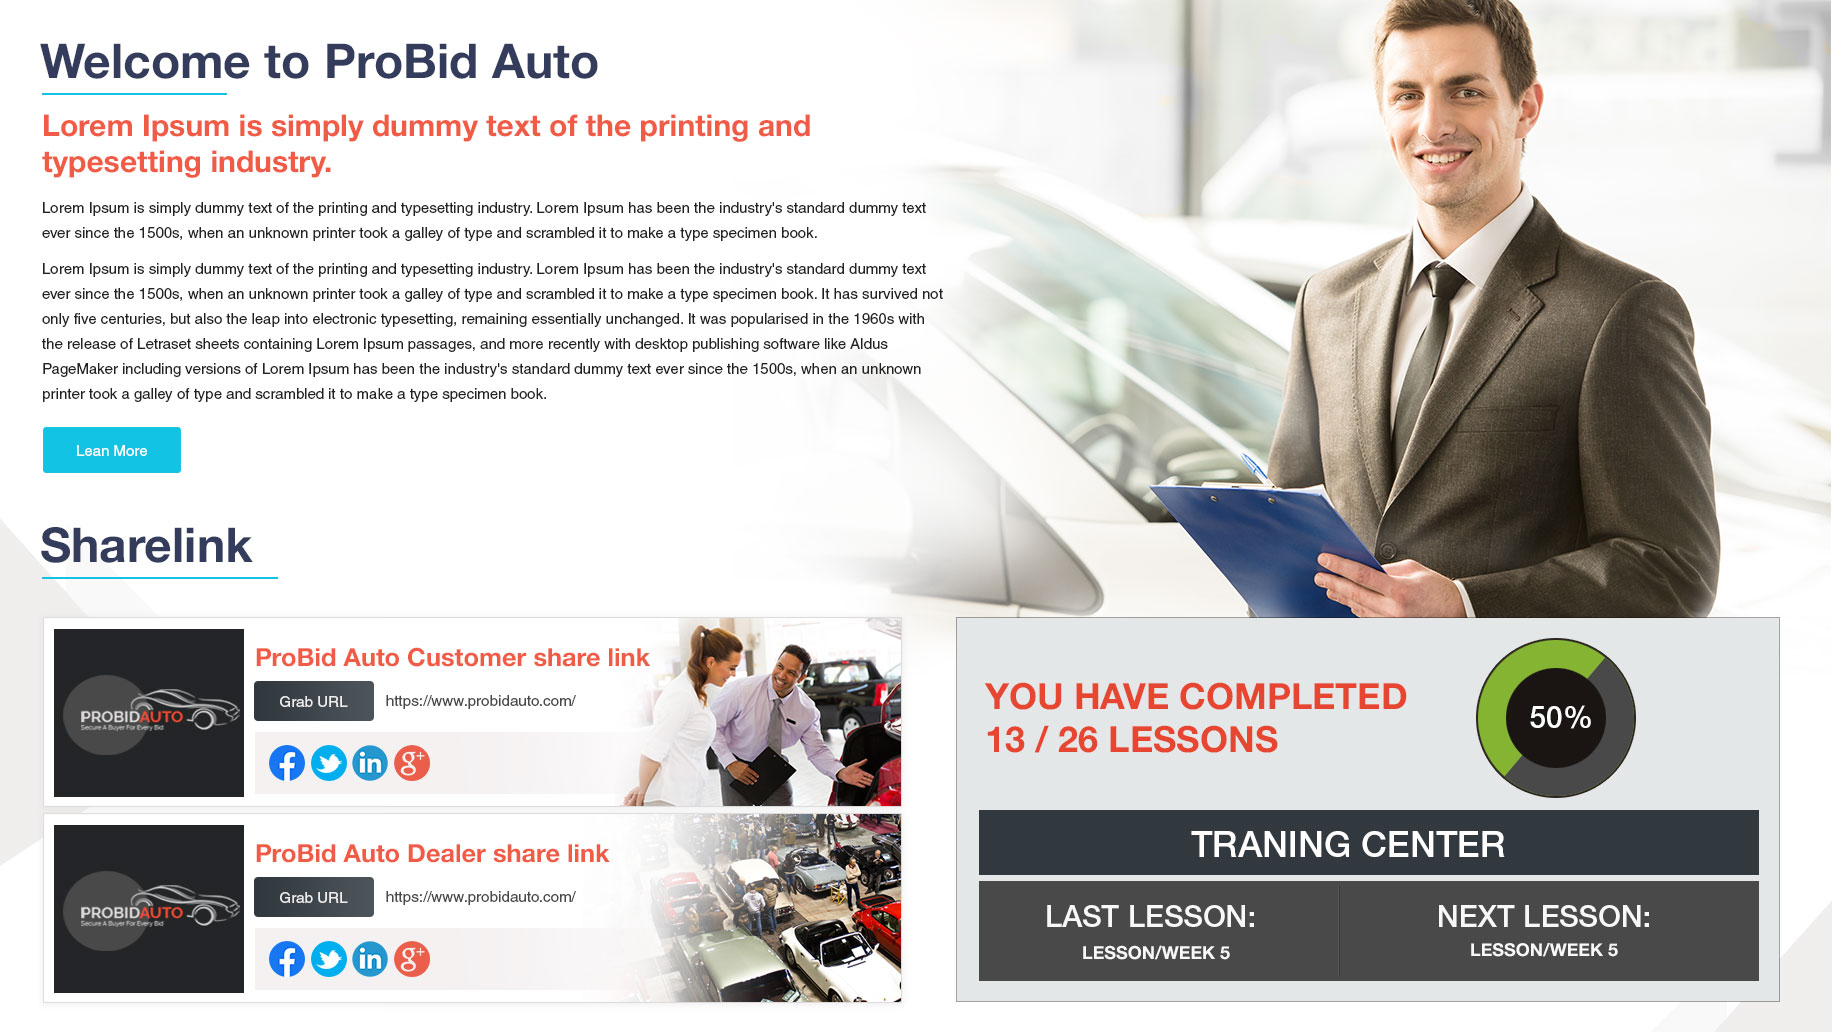 Welcome to ProBid Auto
Lorem Ipsum is simply dummy text of the printing and
typesetting industry.
Lorem Ipsum is simply dummy text of the printing and typesetting industry. Lorem Ipsum has been the industry's standard dummy text
ever since the 1500s, when an unknown printer took a galley of type and scrambled it to make a type specimen book.
Lorem Ipsum is simply dummy text of the printing and typesetting industry. Lorem Ipsum has been the industry's standard dummy text
ever since the 1500s, when an unknown printer took a galley of type and scrambled it to make a type specimen book. It has survived not
only five centuries, but also the leap into electronic typesetting, remaining essentially unchanged. It was popularised in the 1960s with
the release of Letraset sheets containing Lorem Ipsum passages, and more recently with desktop publishing software like Aldus
PageMaker including versions of Lorem Ipsum has been the industry's standard dummy text ever since the 1500s, when an unknown
printer took a galley of type and scrambled it to make a type specimen book.
Lean More
Sharelink
PROBIDAUTO
Secure A Buyer For Every Bid
ProBid Auto Customer share link
Grab URL https://www.probidauto.com/
f in g+
PROBIDAUTO
Secure A Buyer For Every Bid
ProBid Auto Dealer share link
Grab URL https://www.probidauto.com/
f in g+
YOU HAVE COMPLETED
13 / 26 LESSONS
50%
TRANING CENTER
LAST LESSON:
LESSON/WEEK 5
NEXT LESSON:
LESSON/WEEK 5